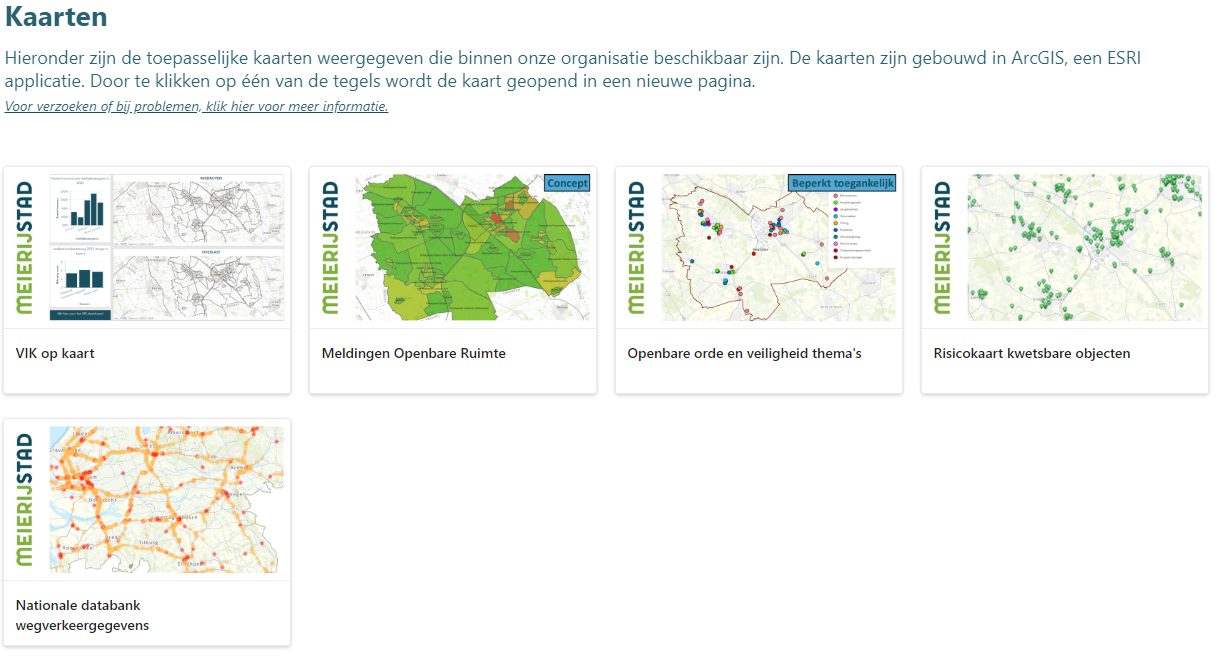 Kaarten
Hieronder zijn de toepasselijke kaarten weergegeven die binnen onze organisatie beschikbaar zijn. De kaarten zijn gebouwd in ArcGIS, een ESRI
applicatie. Door te klikken op één van de tegels wordt de kaart geopend in een nieuwe pagina.
Voor verzoeken of bij problemen, klik hier voor meer informatie.
MEIERIJSTAD
VIK op kaart
MEIERIJSTAD
Concept
Meldingen Openbare Ruimte
MEIERIJSTAD
Beperkt toegankelijk
Openbare orde en veiligheid thema's
MEIERIJSTAD
Risicokaart kwetsbare objecten
MEIERIJSTAD
Nationale databank
wegverkeergegevens